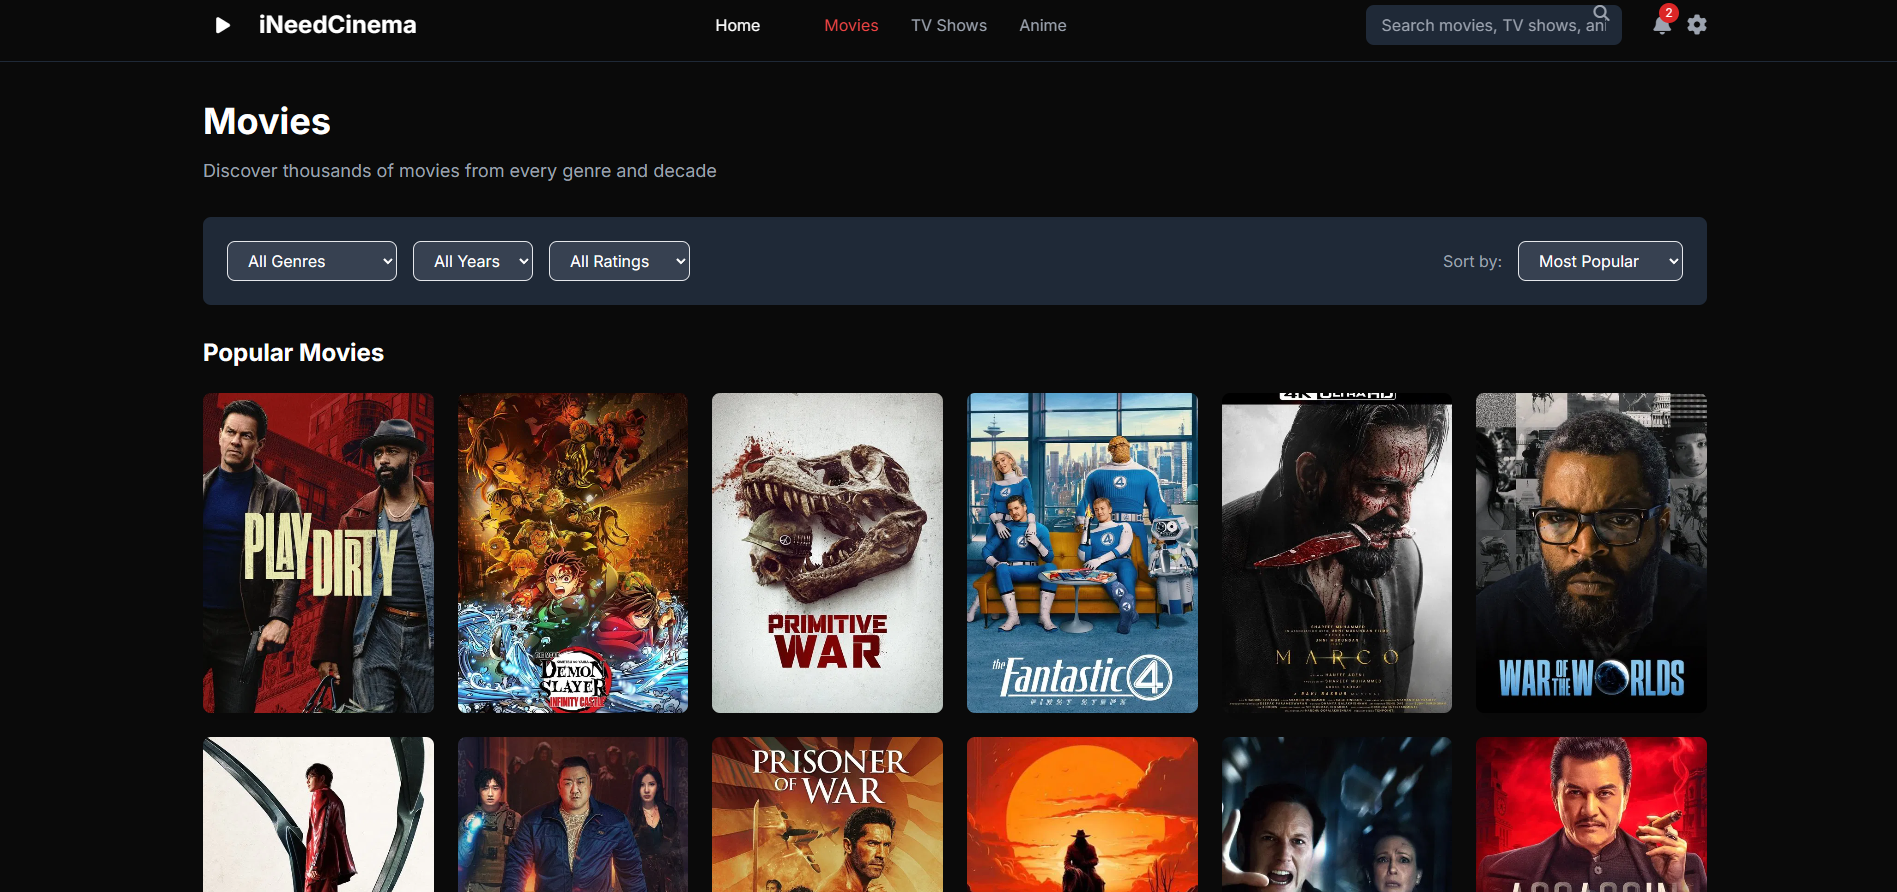 iNeedCinema
Home
Movies
TV Shows
Anime
Search movies, TV shows, ani
2
Movies
Discover thousands of movies from every genre and decade
All Genres
All Years
All Ratings
Sort by:
Most Popular
Popular Movies
PLAY DIRTY
DEMON
SLAYER
INFINITY CASTLE
PRIMITIVE
WAR
the Fantastic 4
FIRST STEPS
4K ULTRA HD
MARCO
WAR OF THE WORLDS
PRISONER
OF WAR
ASSASSIN